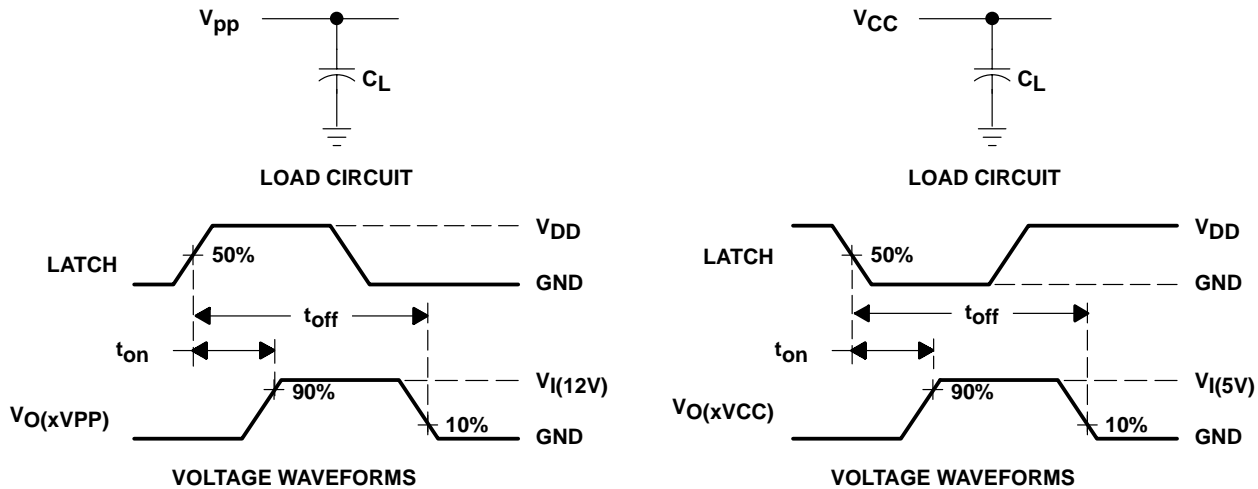 Vpp
CL
LOAD CIRCUIT
LATCH
50%
VDD
GND
toff
ton
VO(xVPP)
90%
10%
VI(12V)
GND
VOLTAGE WAVEFORMS
VCC
CL
LOAD CIRCUIT
LATCH
50%
VDD
GND
toff
ton
VO(xVCC)
90%
10%
VI(5V)
GND
VOLTAGE WAVEFORMS